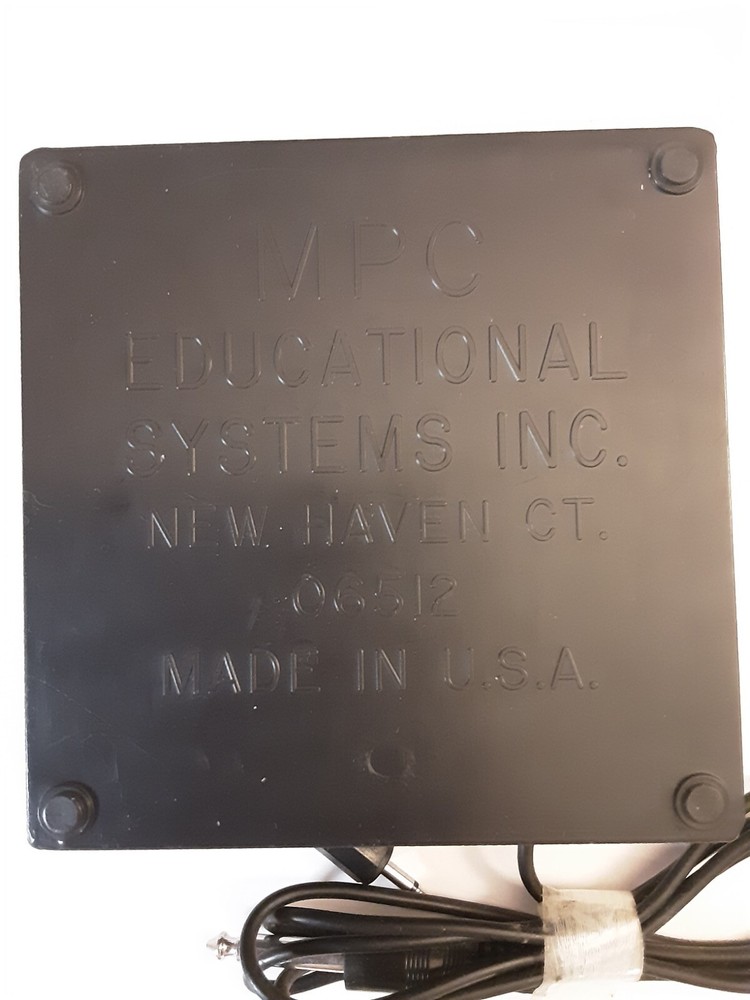 MPC
EDUCATIONAL
SYSTEMS INC.
NEW HAVEN CT.
06512
MADE IN U.S.A.